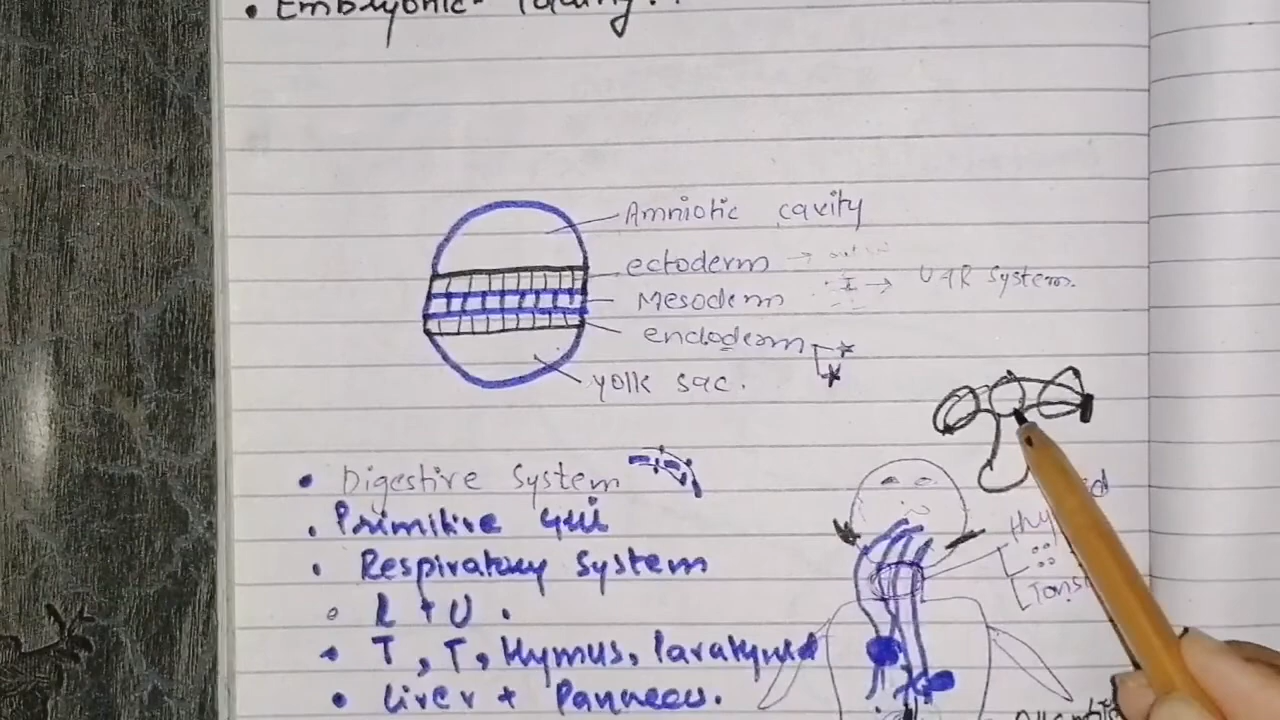 • Embryonic folding.
Amniotic cavity
ectoderm →
Mesoderm → U+R System.
endoderm
yolk sac.
• Digestive System
• Primitive Gut
• Respiratory System
• R + U .
• T, T, thymus, Parathyroid
• Liver + Pancreas.